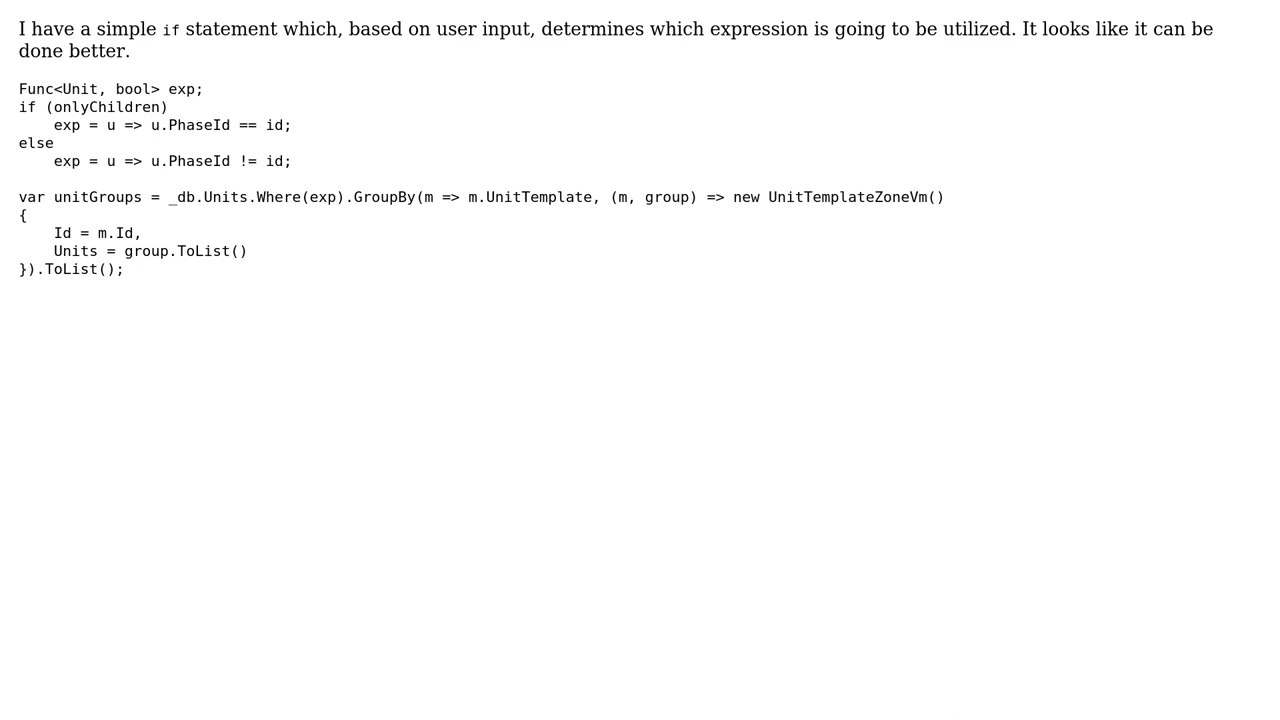 I have a simple if statement which, based on user input, determines which expression is going to be utilized. It looks like it can be
done better.
Func<Unit, bool> exp;
if (onlyChildren)
    exp = u => u.PhaseId == id;
else
    exp = u => u.PhaseId != id;
var unitGroups = _db.Units.Where(exp).GroupBy(m => m.UnitTemplate, (m, group) => new UnitTemplateZoneVm()
{
    Id = m.Id,
    Units = group.ToList()
}).ToList();